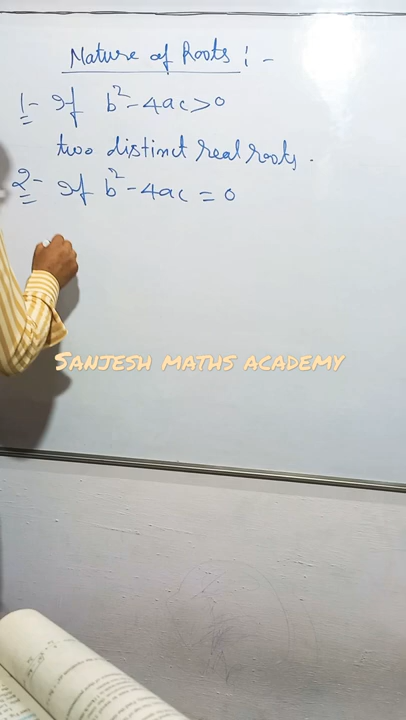 Nature of Roots :-
1- If b²-4ac>0
two distinct real roots.
2- If b²-4ac = 0
SANJESH MATHS ACADEMY